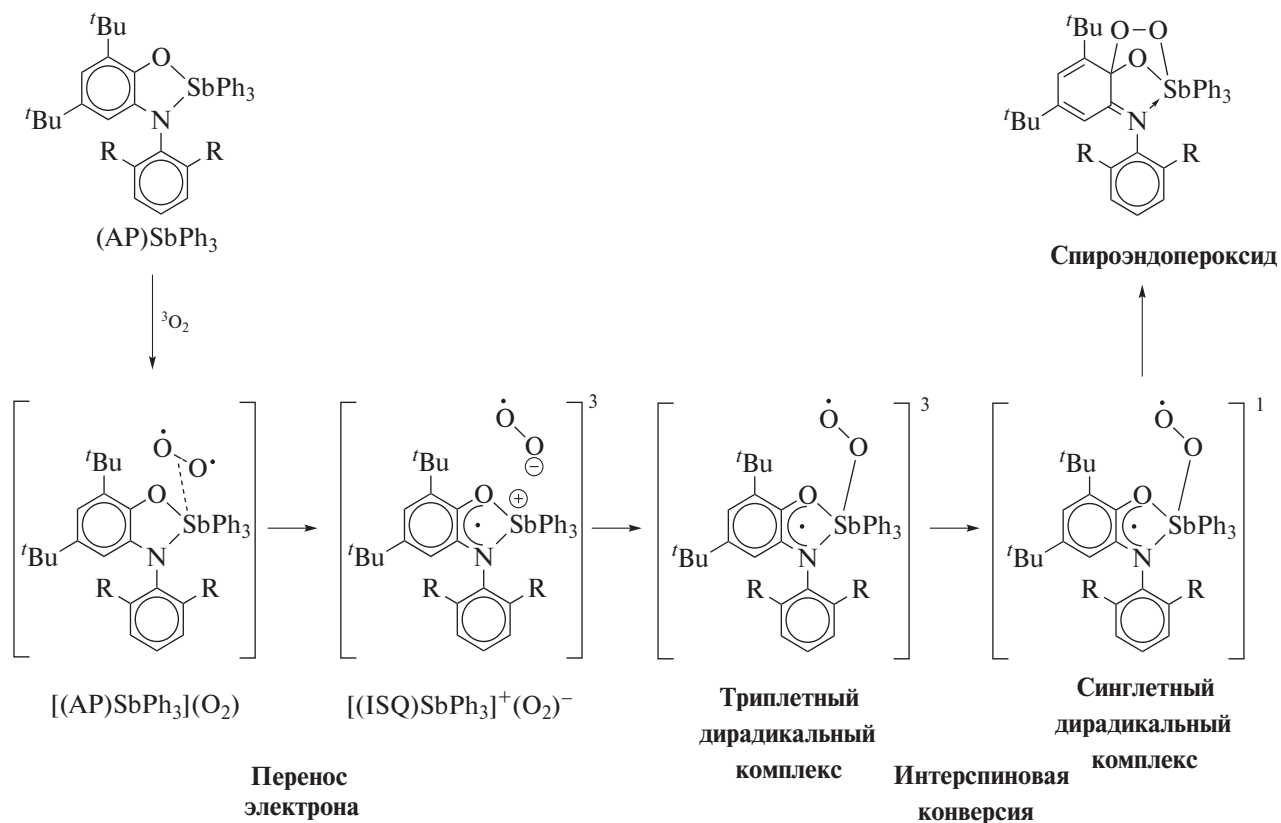 ᵗBu
O
SbPh₃
ᵗBu
N
R R
(AP)SbPh₃
³O₂
ᵗBu O–O
O
SbPh₃
ᵗBu
N
R R
Спироэндопероксид
O
O
ᵗBu
O
SbPh₃
ᵗBu
N
R R
[(AP)SbPh₃](O₂)
3
O
O
⊖
ᵗBu
⊕
O
SbPh₃
ᵗBu
N
R R
[(ISQ)SbPh₃]⁺(O₂)⁻
3
O
O
ᵗBu
O
SbPh₃
ᵗBu
N
R R
Триплетный
дирадикальный
комплекс
1
O
O
ᵗBu
O
SbPh₃
ᵗBu
N
R R
Синглетный
дирадикальный
комплекс
Перенос
электрона
Интерспиновая
конверсия